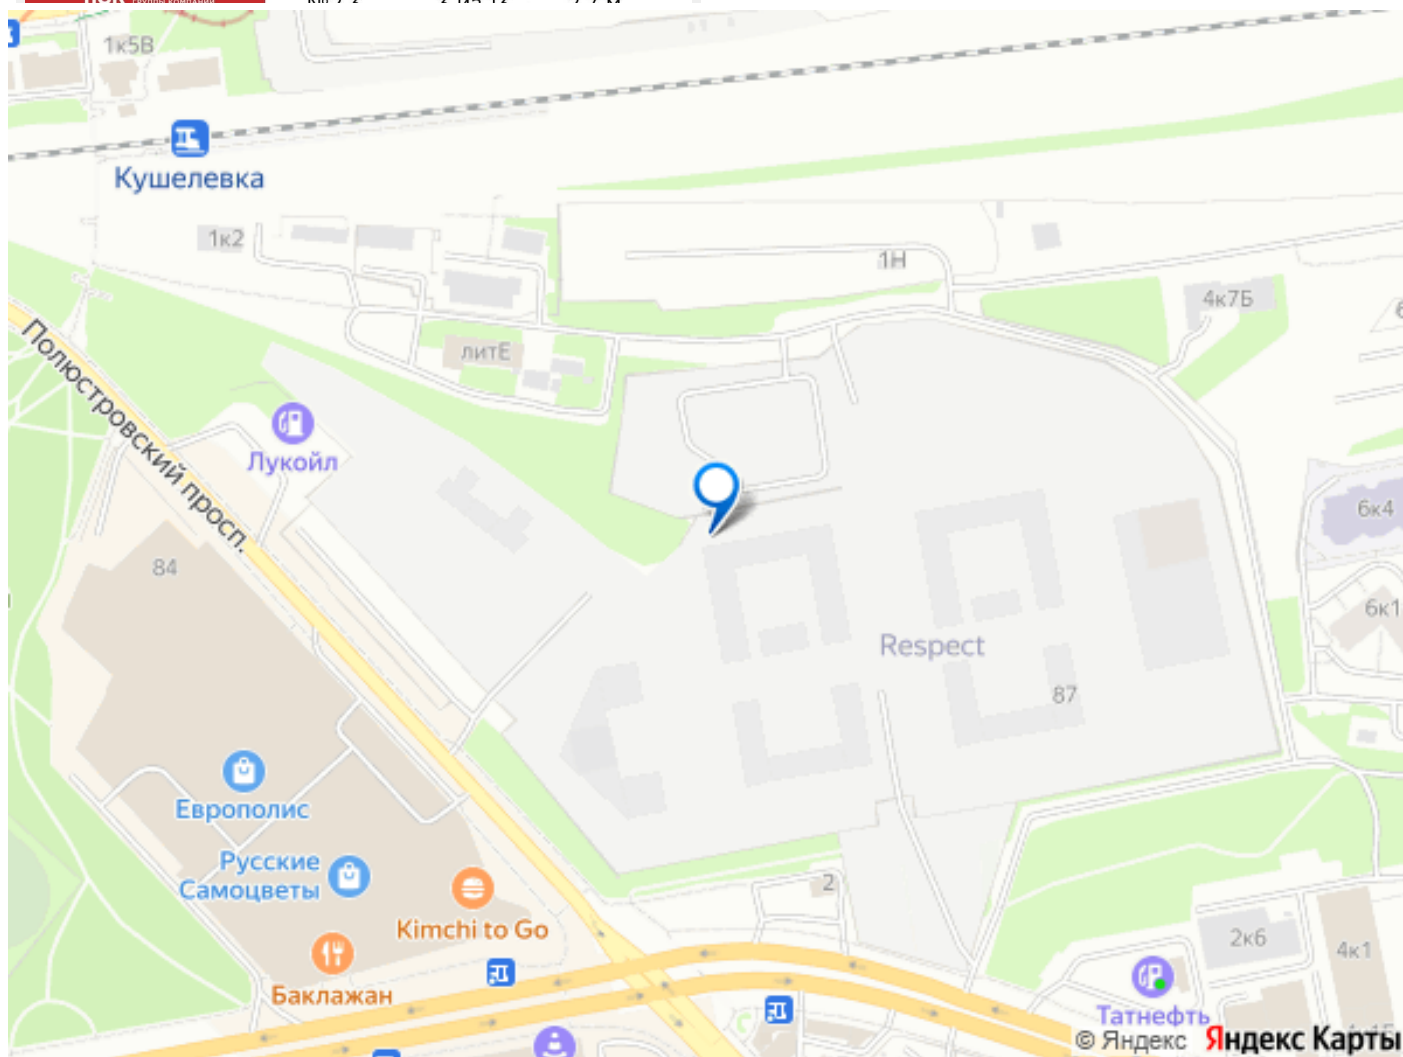 1к5В
Кушелевка
1к2
1Н
4к7Б
литЕ
Полюстровский просп.
Лукойл
6к4
84
6к1
Respect
87
Европолис
Русские
Самоцветы
2
Kimchi to Go
2к6
4к1
Баклажан
Татнефть
© Яндекс Яндекс Карты